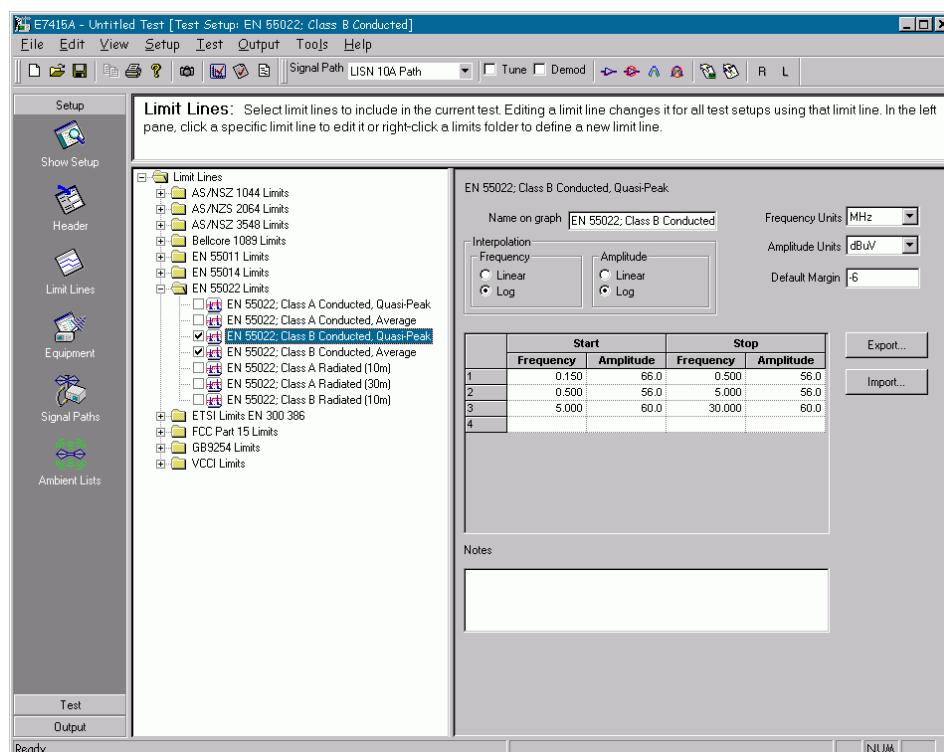 E7415A - Untitled Test [Test Setup: EN 55022; Class B Conducted]
File Edit View Setup Test Output Tools Help
Signal Path LISN 10A Path Tune Demod R L
Setup
Show Setup
Header
Limit Lines
Equipment
Signal Paths
Ambient Lists
Test
Output
Limit Lines: Select limit lines to include in the current test. Editing a limit line changes it for all test setups using that limit line. In the left
pane, click a specific limit line to edit it or right-click a limits folder to define a new limit line.
Limit Lines
AS/NSZ 1044 Limits
AS/NZS 2064 Limits
AS/NSZ 3548 Limits
Bellcore 1089 Limits
EN 55011 Limits
EN 55014 Limits
EN 55022 Limits
EN 55022; Class A Conducted, Quasi-Peak
EN 55022; Class A Conducted, Average
EN 55022; Class B Conducted, Quasi-Peak
EN 55022; Class B Conducted, Average
EN 55022; Class A Radiated (10m)
EN 55022; Class A Radiated (30m)
EN 55022; Class B Radiated (10m)
ETSI Limits EN 300 386
FCC Part 15 Limits
GB9254 Limits
VCCI Limits
EN 55022; Class B Conducted, Quasi-Peak
Name on graph EN 55022; Class B Conducted
Frequency Units MHz
Amplitude Units dBuV
Default Margin -6
Interpolation
Frequency
Linear
Log
Amplitude
Linear
Log
Start Stop
Frequency Amplitude Frequency Amplitude
1 0.150 66.0 0.500 56.0
2 0.500 56.0 5.000 56.0
3 5.000 60.0 30.000 60.0
4
Export...
Import...
Notes
Ready NUM